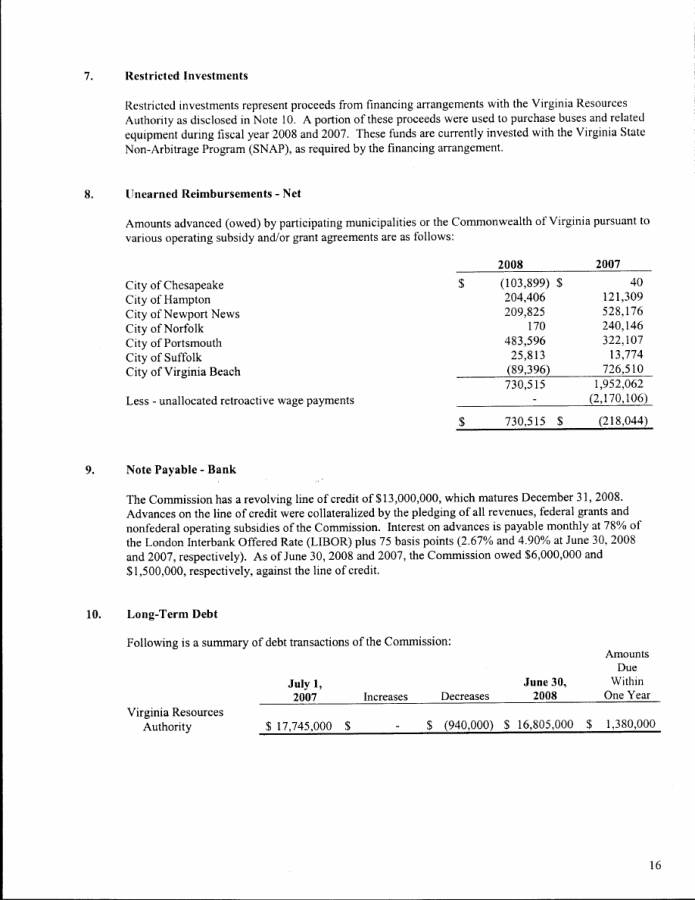 7. Restricted Investments
Restricted investments represent proceeds from financing arrangements with the Virginia Resources
Authority as disclosed in Note 10. A portion of these proceeds were used to purchase buses and related
equipment during fiscal year 2008 and 2007. These funds are currently invested with the Virginia State
Non-Arbitrage Program (SNAP), as required by the financing arrangement.
8. Unearned Reimbursements - Net
Amounts advanced (owed) by participating municipalities or the Commonwealth of Virginia pursuant to
various operating subsidy and/or grant agreements are as follows:
2008 2007
City of Chesapeake $ (103,899) $ 40
City of Hampton 204,406 121,309
City of Newport News 209,825 528,176
City of Norfolk 170 240,146
City of Portsmouth 483,596 322,107
City of Suffolk 25,813 13,774
City of Virginia Beach (89,396) 726,510
730,515 1,952,062
Less - unallocated retroactive wage payments - (2,170,106)
$ 730,515 $ (218,044)
9. Note Payable - Bank
The Commission has a revolving line of credit of $13,000,000, which matures December 31, 2008.
Advances on the line of credit were collateralized by the pledging of all revenues, federal grants and
nonfederal operating subsidies of the Commission. Interest on advances is payable monthly at 78% of
the London Interbank Offered Rate (LIBOR) plus 75 basis points (2.67% and 4.90% at June 30, 2008
and 2007, respectively). As of June 30, 2008 and 2007, the Commission owed $6,000,000 and
$1,500,000, respectively, against the line of credit.
10. Long-Term Debt
Following is a summary of debt transactions of the Commission:
Amounts
Due
July 1, June 30, Within
2007 Increases Decreases 2008 One Year
Virginia Resources
Authority $ 17,745,000 $ - $ (940,000) $ 16,805,000 $ 1,380,000
16